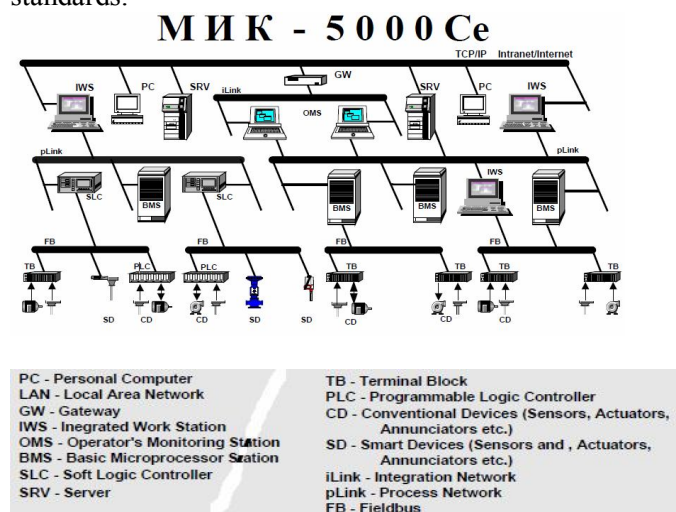 standards.
МИК - 5000Ce
TCP/IP Intranet/Internet
GW
IWS PC SRV iLink SRV PC IWS
OMS
pLink pLink
IWS
SLC SLC
BMS BMS BMS BMS
FB FB FB FB
TB PLC PLC TB TB TB TB
SD CD CD SD SD CD CD CD
PC - Personal Computer
LAN - Local Area Network
GW - Gateway
IWS - Inegrated Work Station
OMS - Operator's Monitoring Station
BMS - Basic Microprocessor Station
SLC - Soft Logic Controller
SRV - Server
TB - Terminal Block
PLC - Programmable Logic Controller
CD - Conventional Devices (Sensors, Actuators,
Annunciators etc.)
SD - Smart Devices (Sensors and , Actuators,
Annunciators etc.)
iLink - Integration Network
pLink - Process Network
FB - Fieldbus